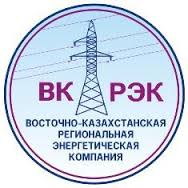 ВК РЭК
ВОСТОЧНО-КАЗАХСТАНСКАЯ
РЕГИОНАЛЬНАЯ
ЭНЕРГЕТИЧЕСКАЯ
КОМПАНИЯ